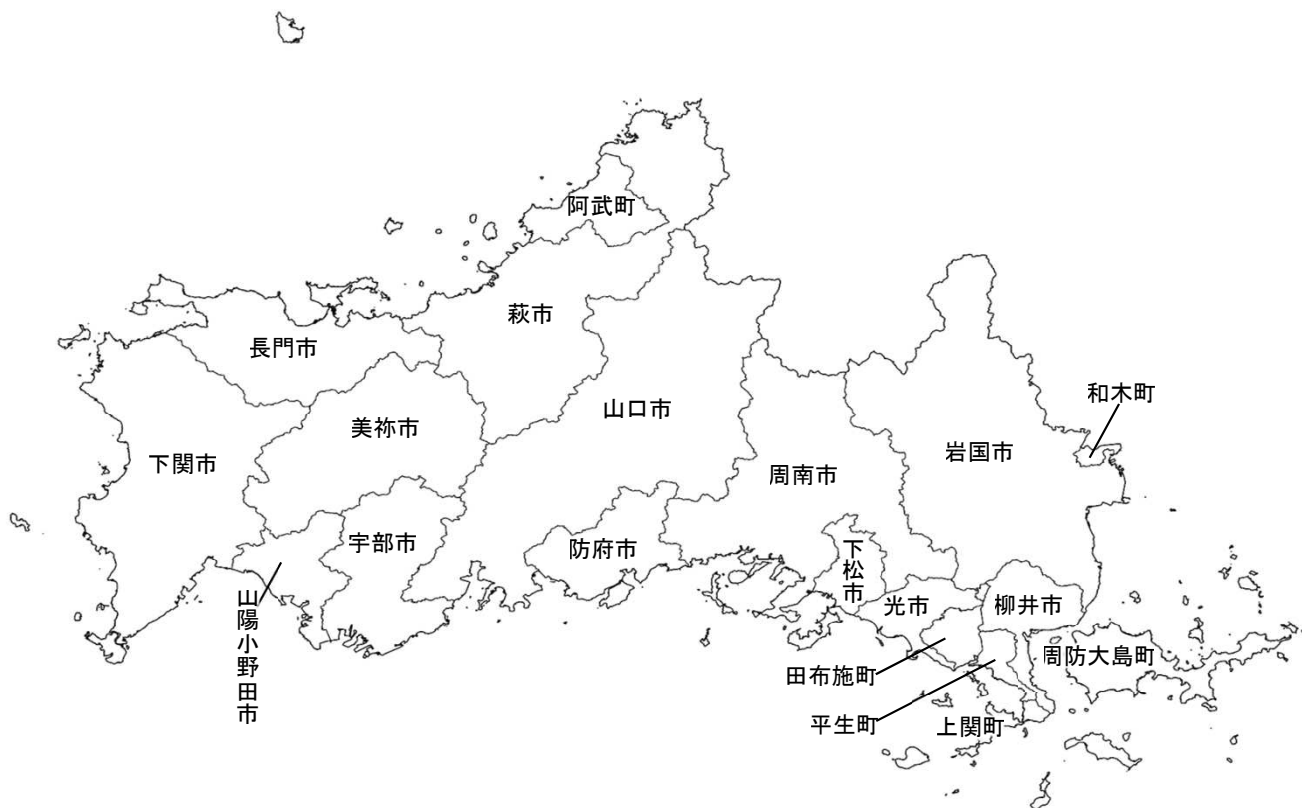 阿武町
萩市
長門市
和木町
山口市
美祢市
岩国市
下関市
周南市
宇部市
防府市
下松市
山陽小野田市
光市
柳井市
周防大島町
田布施町
平生町
上関町